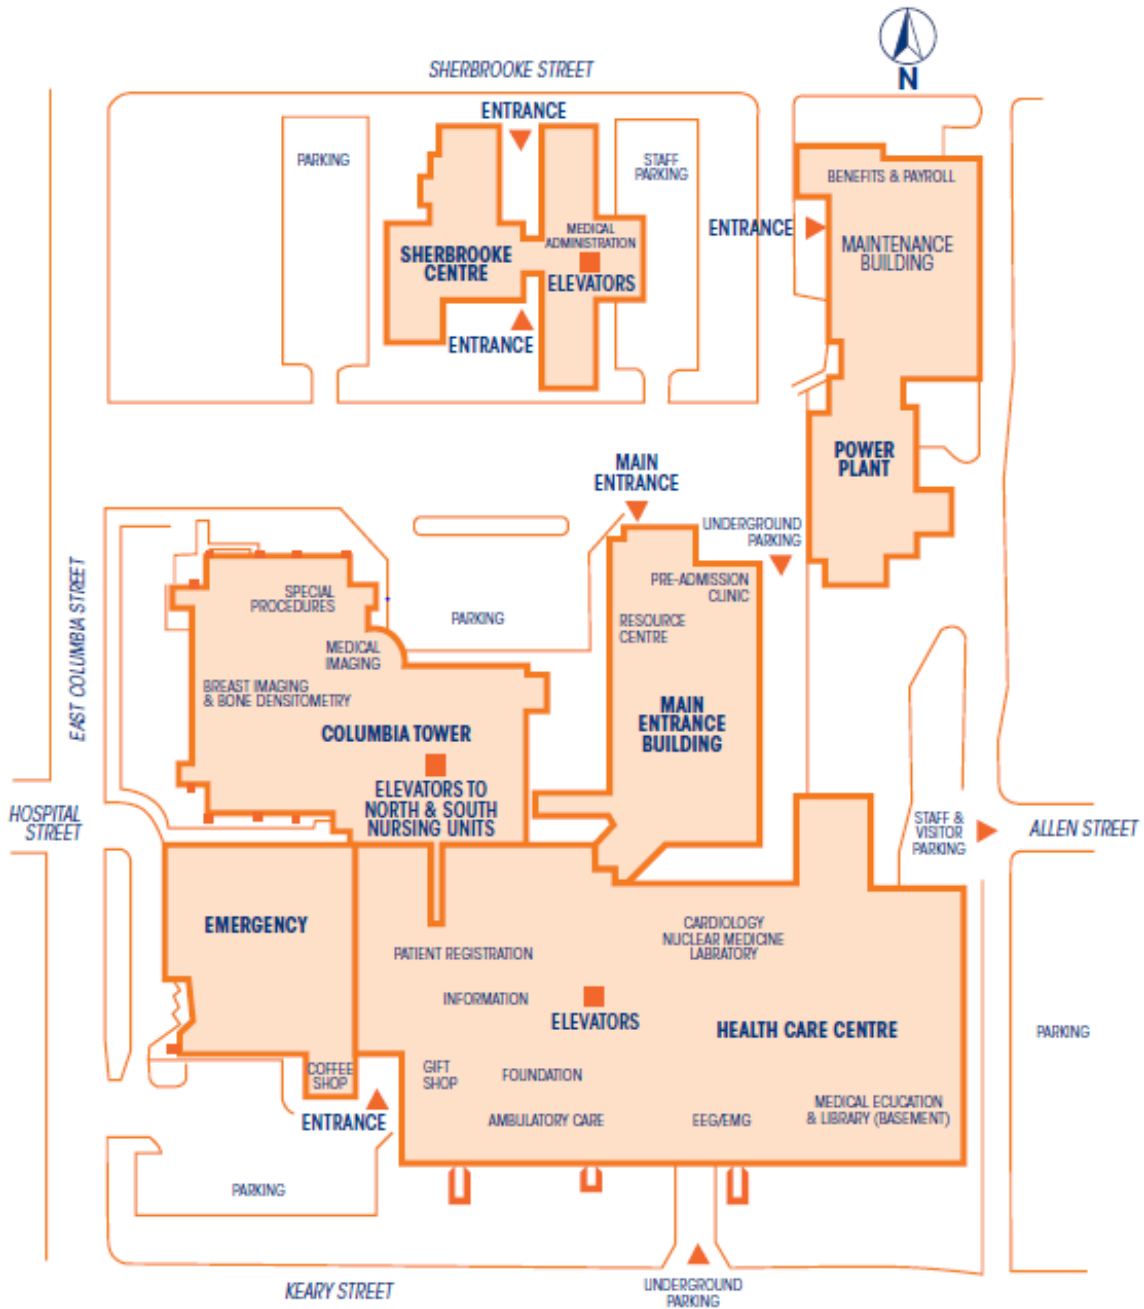 N
SHERBROOKE STREET
ENTRANCE
PARKING
STAFF
PARKING
BENEFITS & PAYROLL
ENTRANCE
MEDICAL
ADMINISTRATION
MAINTENANCE
BUILDING
SHERBROOKE
CENTRE
ELEVATORS
ENTRANCE
POWER
PLANT
MAIN
ENTRANCE
UNDERGROUND
PARKING
PRE-ADMISSION
CLINIC
SPECIAL
PROCEDURES
PARKING
RESOURCE
CENTRE
EAST COLUMBIA STREET
MEDICAL
IMAGING
BREAST IMAGING
& BONE DENSITOMETRY
COLUMBIA TOWER
MAIN
ENTRANCE
BUILDING
ELEVATORS TO
NORTH & SOUTH
NURSING UNITS
HOSPITAL
STREET
STAFF &
VISITOR
PARKING
ALLEN STREET
EMERGENCY
CARDIOLOGY
NUCLEAR MEDICINE
LABRATORY
PATIENT REGISTRATION
INFORMATION
ELEVATORS
HEALTH CARE CENTRE
PARKING
COFFEE
SHOP
GIFT
SHOP
FOUNDATION
ENTRANCE
AMBULATORY CARE
EEG/EMG
MEDICAL ECUCATION
& LIBRARY (BASEMENT)
PARKING
KEARY STREET
UNDERGROUND
PARKING